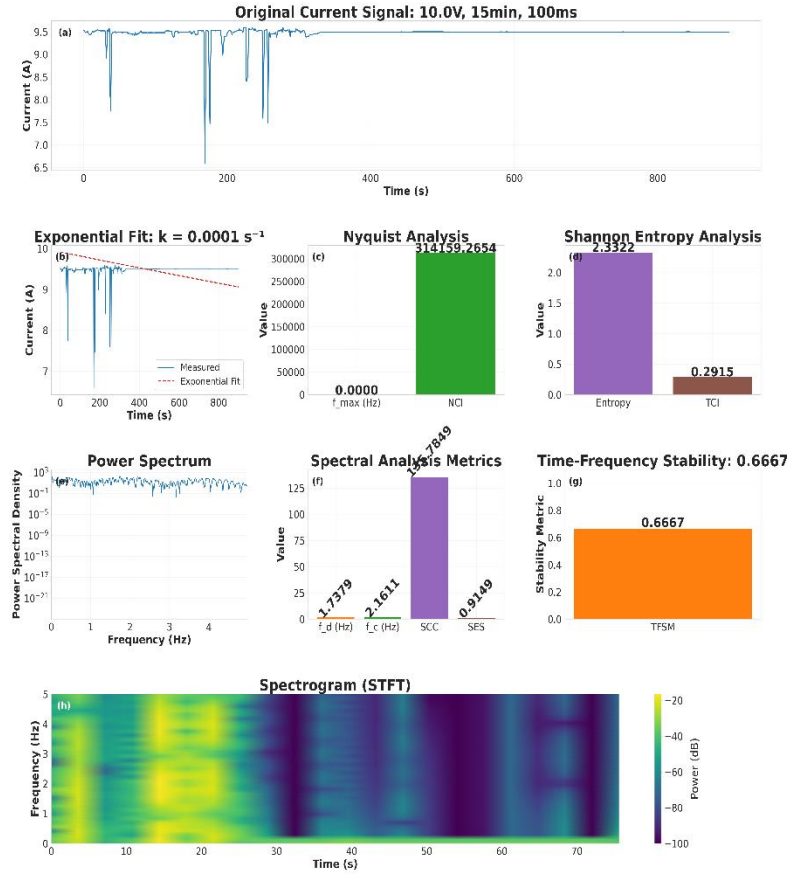 Original Current Signal: 10.0V, 15min, 100ms
(a)
Current (A)
9.5
9.0
8.5
8.0
7.5
7.0
6.5
0 200 400 600 800
Time (s)
Exponential Fit: k = 0.0001 s⁻¹
(b)
Current (A)
10
9
8
7
Measured
Exponential Fit
0 200 400 600 800
Time (s)
Nyquist Analysis
314159.2654
(c)
Value
300000
250000
200000
150000
100000
50000
0
0.0000
f_max (Hz) NCI
Shannon Entropy Analysis
2.3322
(d)
Value
2.0
1.5
1.0
0.5
0.0
0.2915
Entropy TCI
Power Spectrum
(e)
Power Spectral Density
10³
10⁻¹
10⁻⁵
10⁻⁹
10⁻¹³
10⁻¹⁷
10⁻²¹
0 1 2 3 4
Frequency (Hz)
Spectral Analysis Metrics
(f)
Value
125
100
75
50
25
0
1.7379
2.1611
0.9149
f_d (Hz) f_c (Hz) SCC SES
Time-Frequency Stability: 0.6667
(g)
Stability Metric
1.0
0.8
0.6
0.4
0.2
0.0
0.6667
TFSM
Spectrogram (STFT)
(h)
Frequency (Hz)
5
4
3
2
1
0
0 10 20 30 40 50 60 70
Time (s)
−20
−40
−60
−80
−100
Power (dB)